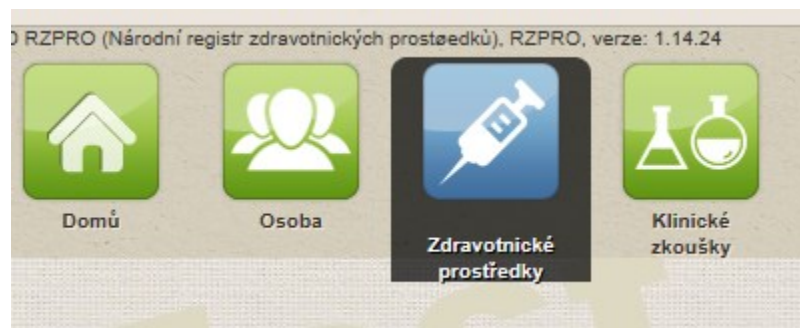 RZPRO (Národní registr zdravotnických prostøedkù), RZPRO, verze: 1.14.24
Domů
Osoba
Zdravotnické
prostředky
Klinické
zkoušky